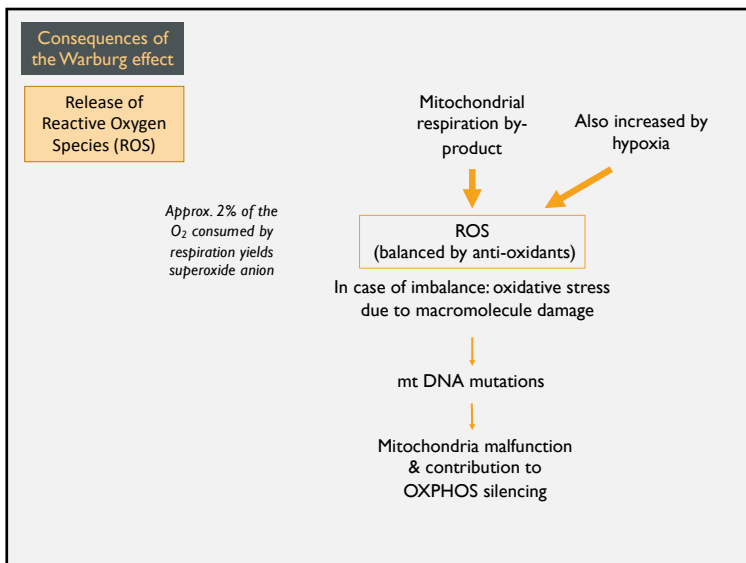 Consequences of
the Warburg effect
Release of
Reactive Oxygen
Species (ROS)
Mitochondrial
respiration by-
product
Also increased by
hypoxia
Approx. 2% of the
O₂ consumed by
respiration yields
superoxide anion
ROS
(balanced by anti-oxidants)
In case of imbalance: oxidative stress
due to macromolecule damage
mt DNA mutations
Mitochondria malfunction
& contribution to
OXPHOS silencing